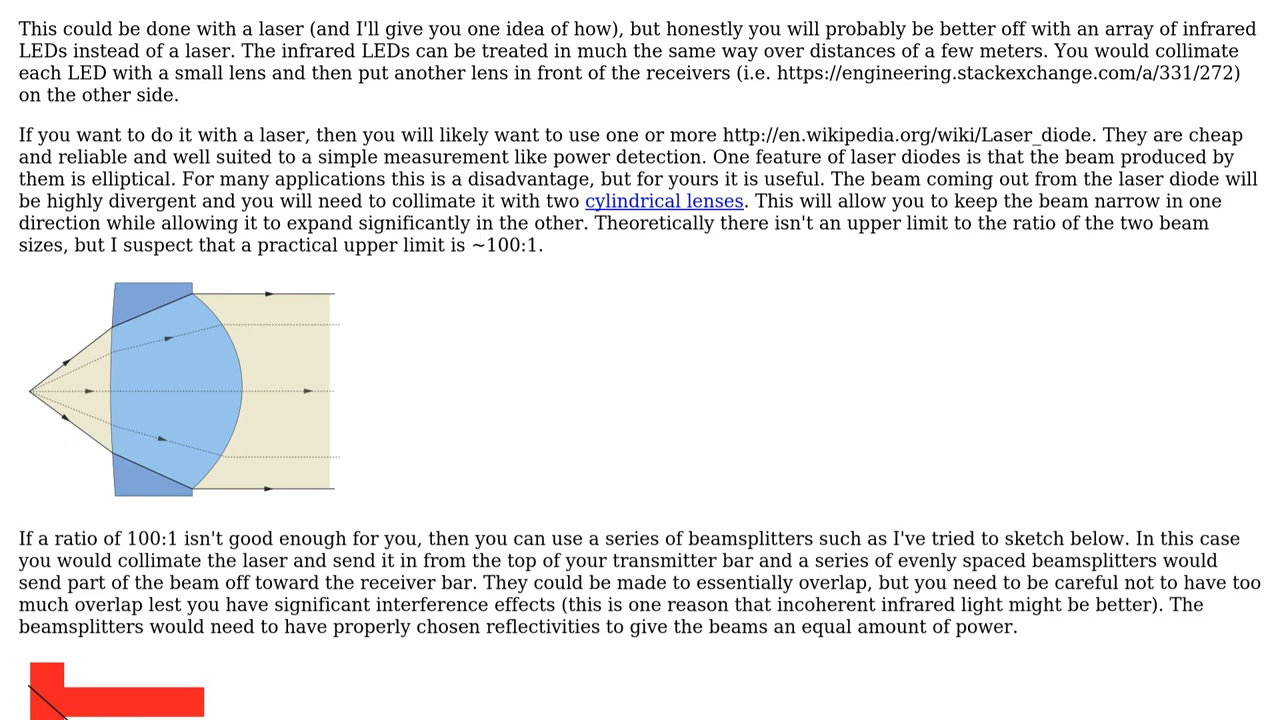 This could be done with a laser (and I'll give you one idea of how), but honestly you will probably be better off with an array of infrared
LEDs instead of a laser. The infrared LEDs can be treated in much the same way over distances of a few meters. You would collimate
each LED with a small lens and then put another lens in front of the receivers (i.e. https://engineering.stackexchange.com/a/331/272)
on the other side.
If you want to do it with a laser, then you will likely want to use one or more http://en.wikipedia.org/wiki/Laser_diode. They are cheap
and reliable and well suited to a simple measurement like power detection. One feature of laser diodes is that the beam produced by
them is elliptical. For many applications this is a disadvantage, but for yours it is useful. The beam coming out from the laser diode will
be highly divergent and you will need to collimate it with two cylindrical lenses. This will allow you to keep the beam narrow in one
direction while allowing it to expand significantly in the other. Theoretically there isn't an upper limit to the ratio of the two beam
sizes, but I suspect that a practical upper limit is ~100:1.
If a ratio of 100:1 isn't good enough for you, then you can use a series of beamsplitters such as I've tried to sketch below. In this case
you would collimate the laser and send it in from the top of your transmitter bar and a series of evenly spaced beamsplitters would
send part of the beam off toward the receiver bar. They could be made to essentially overlap, but you need to be careful not to have too
much overlap lest you have significant interference effects (this is one reason that incoherent infrared light might be better). The
beamsplitters would need to have properly chosen reflectivities to give the beams an equal amount of power.